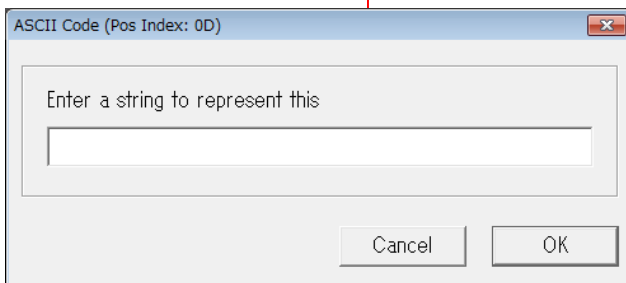 ASCII Code (Pos Index: 0D)
Enter a string to represent this
Cancel OK